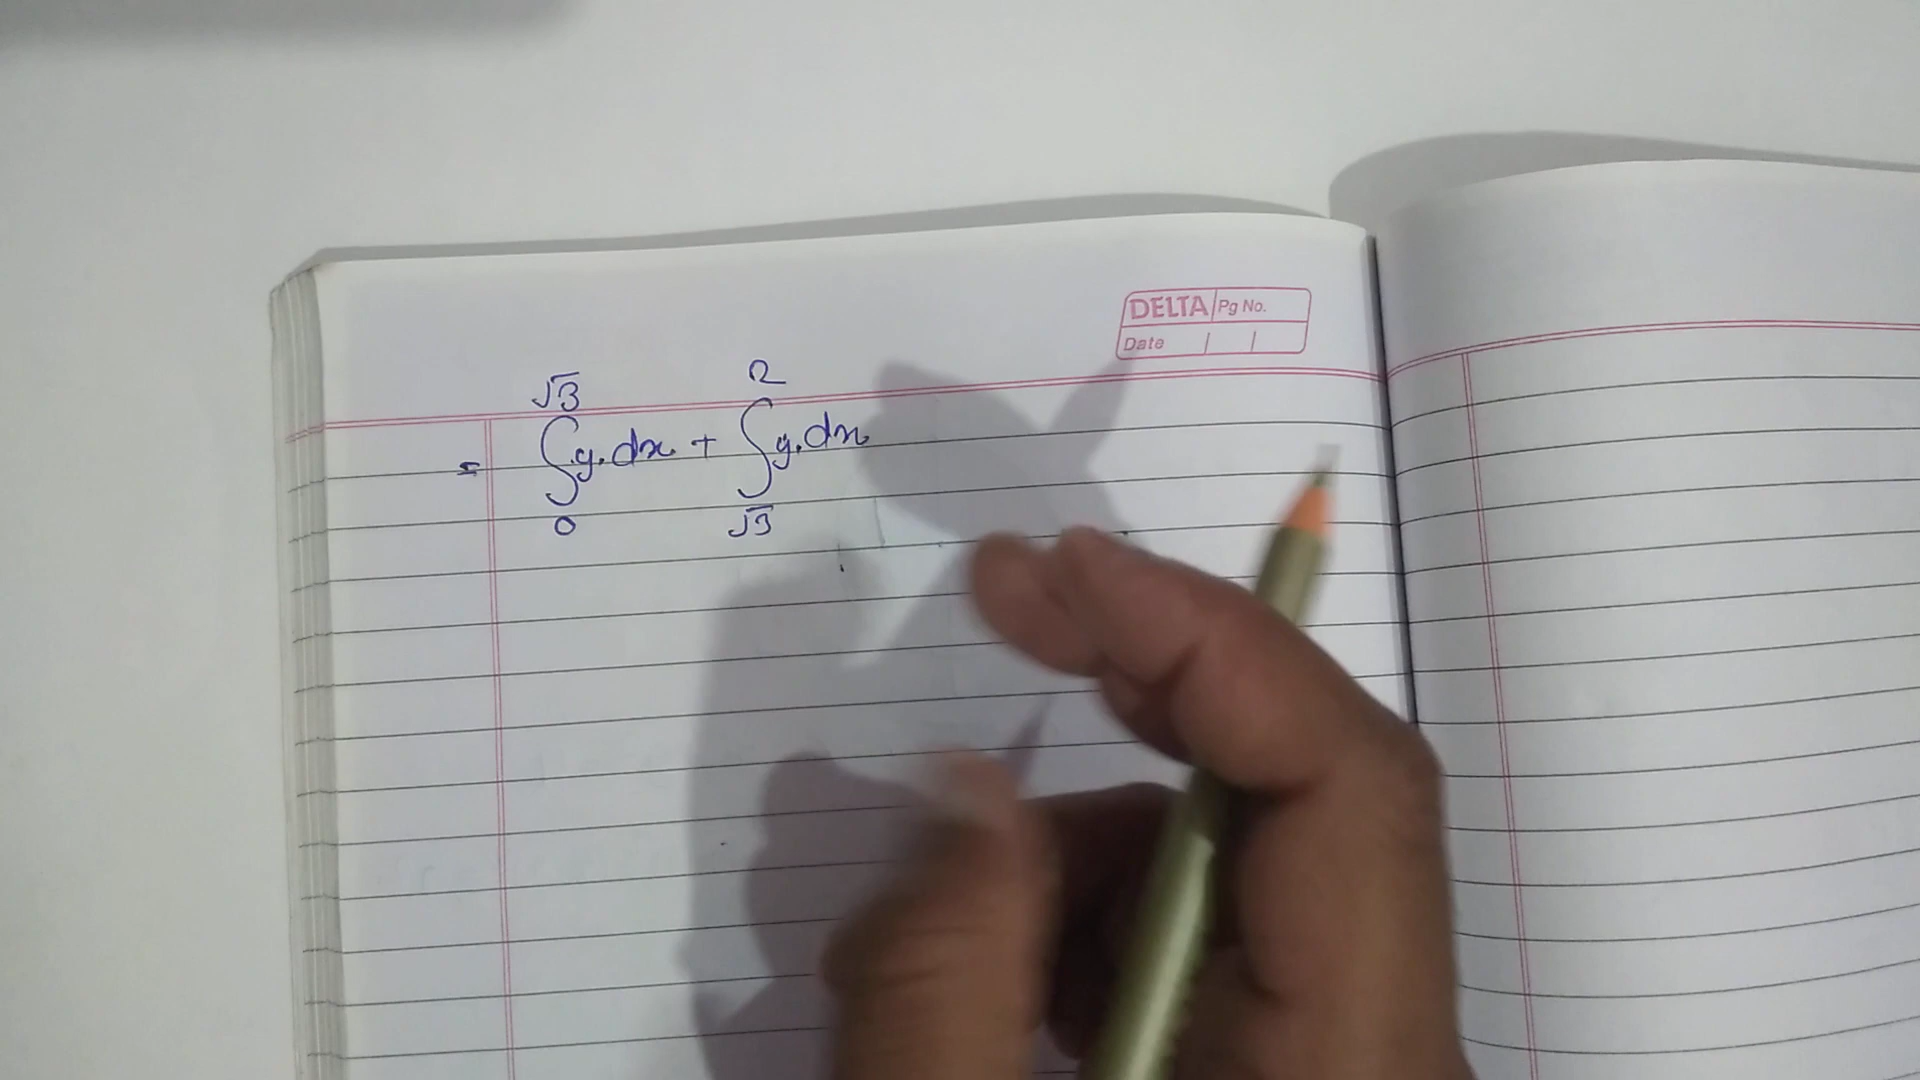 DELTA Pg No.
Date / /
√3 2
= ∫y.dx + ∫y.dx
0 √3